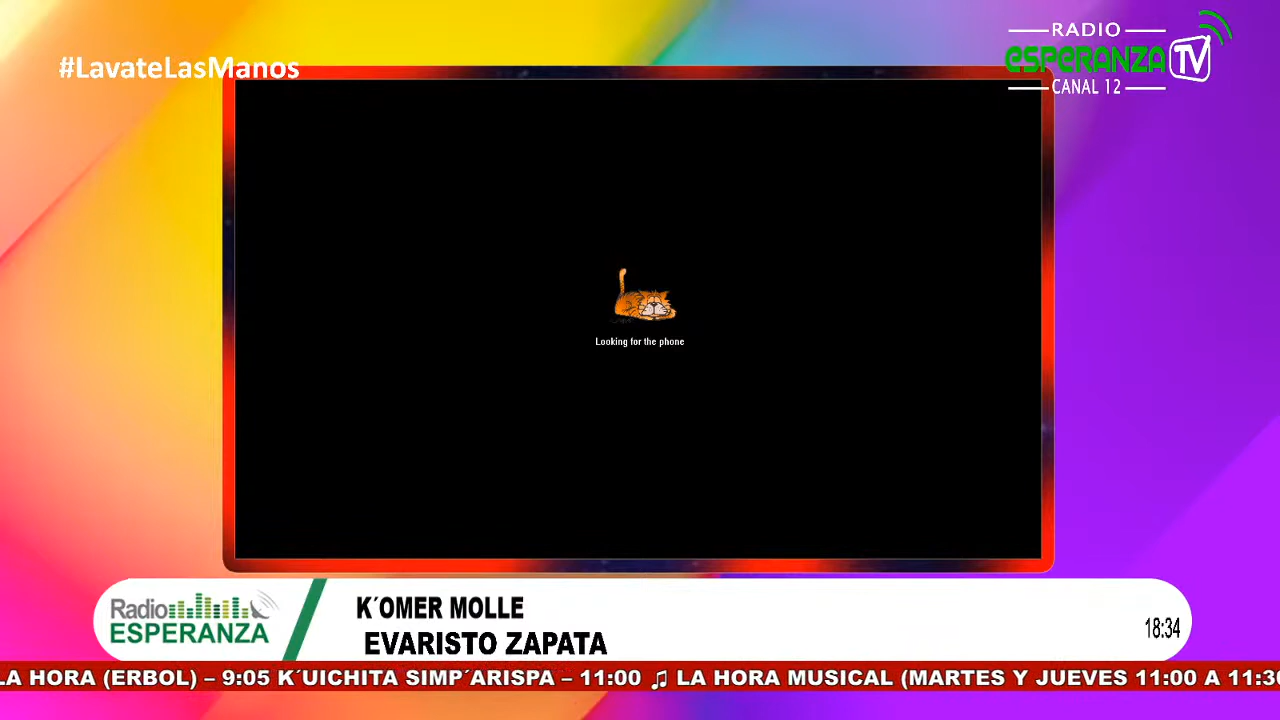 #LavateLasManos
RADIO
ESPERANZA TV
CANAL 12
Looking for the phone
Radio
ESPERANZA
K´OMER MOLLE
EVARISTO ZAPATA
18:34
LA HORA (ERBOL) – 9:05 K´UICHITA SIMP´ARISPA – 11:00 ♫ LA HORA MUSICAL (MARTES Y JUEVES 11:00 A 11:30